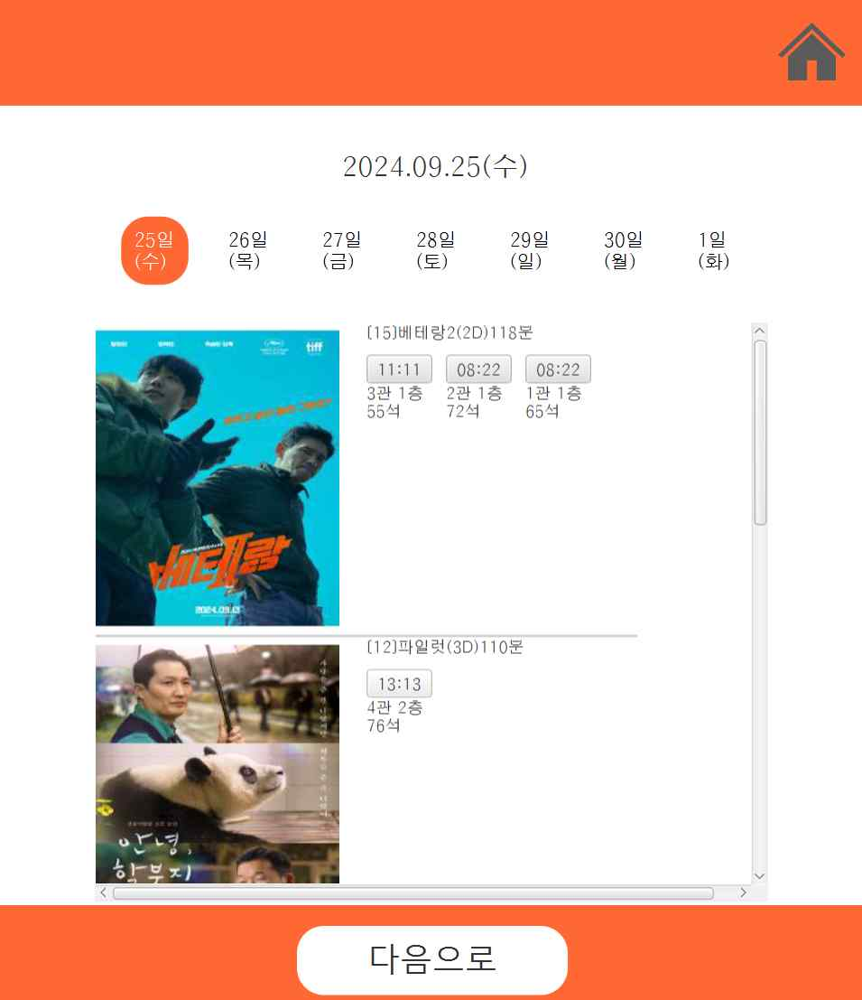 2024.09.25(수)
25일 26일 27일 28일 29일 30일 1일
(수) (목) (금) (토) (일) (월) (화)
[15]베테랑2(2D)118분
11:11 08:22 08:22
3관 1층 2관 1층 1관 1층
55석 72석 65석
tiff
베테Ⅱ랑
2024.09.13
[12]파일럿(3D)110분
13:13
4관 2층
76석
안녕,
할부지
다음으로